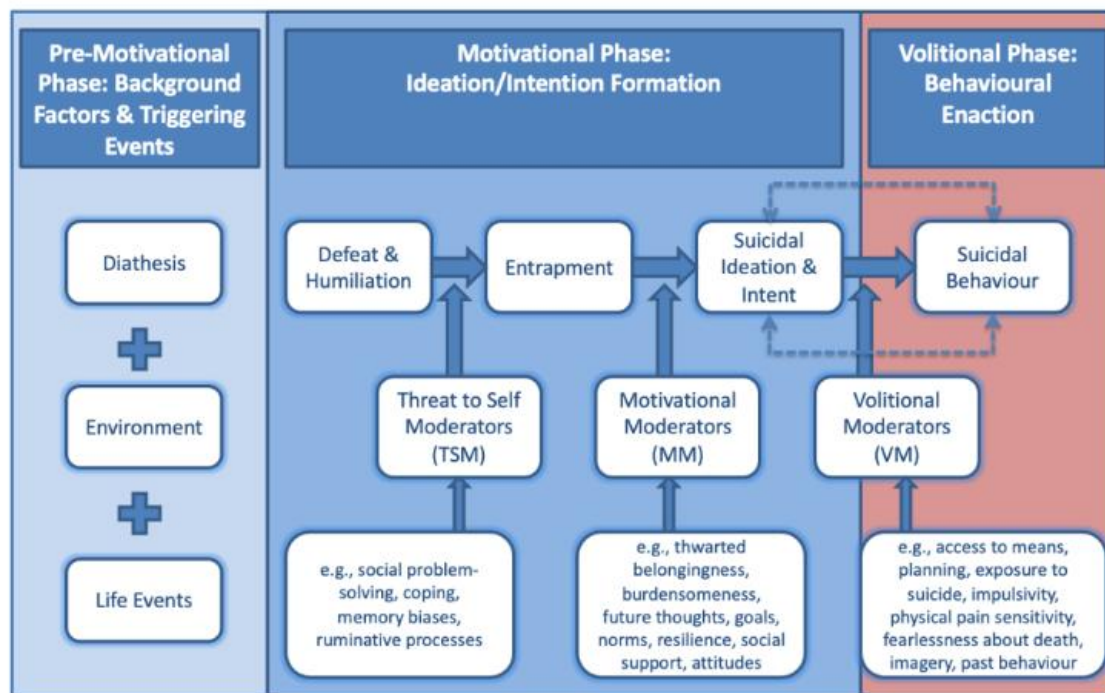 Pre-Motivational
Phase: Background
Factors & Triggering
Events
Motivational Phase:
Ideation/Intention Formation
Volitional Phase:
Behavioural
Enaction
Diathesis
Environment
Life Events
Defeat &
Humiliation
Entrapment
Suicidal
Ideation &
Intent
Suicidal
Behaviour
Threat to Self
Moderators
(TSM)
Motivational
Moderators
(MM)
Volitional
Moderators
(VM)
e.g., social problem-
solving, coping,
memory biases,
ruminative processes
e.g., thwarted
belongingness,
burdensomeness,
future thoughts, goals,
norms, resilience, social
support, attitudes
e.g., access to means,
planning, exposure to
suicide, impulsivity,
physical pain sensitivity,
fearlessness about death,
imagery, past behaviour